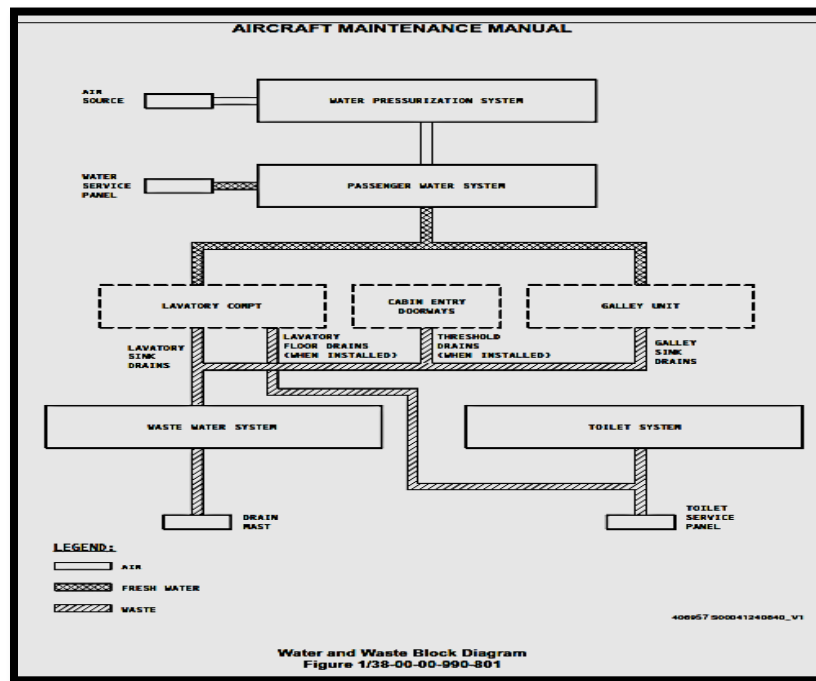 AIRCRAFT MAINTENANCE MANUAL
AIR
SOURCE
WATER PRESSURIZATION SYSTEM
WATER
SERVICE
PANEL
PASSENGER WATER SYSTEM
LAVATORY COMPT
CABIN ENTRY
DOORWAYS
GALLEY UNIT
LAVATORY
SINK
DRAINS
LAVATORY
FLOOR DRAINS
(WHEN INSTALLED)
THRESHOLD
DRAINS
(WHEN INSTALLED)
GALLEY
SINK
DRAINS
WASTE WATER SYSTEM
TOILET SYSTEM
DRAIN
MAST
TOILET
SERVICE
PANEL
LEGEND:
AIR
FRESH WATER
WASTE
Water and Waste Block Diagram
Figure 1/38-00-00-990-801